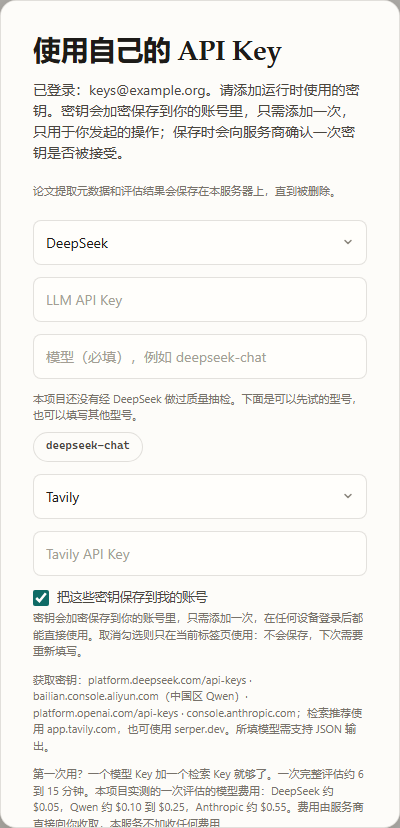 使用自己的 API Key
已登录：keys@example.org。请添加运行时使用的密
钥。密钥会加密保存到你的账号里，只需添加一次，
只用于你发起的操作；保存时会向服务商确认一次密
钥是否被接受。
论文提取元数据和评估结果会保存在本服务器上，直到被删除。
DeepSeek
LLM API Key
模型（必填），例如 deepseek-chat
本项目还没有经 DeepSeek 做过质量抽检。下面是可以先试的型号，
也可以填写其他型号。
deepseek-chat
Tavily
Tavily API Key
把这些密钥保存到我的账号
密钥会加密保存到你的账号里，只需添加一次，在任何设备登录后都
能直接使用。取消勾选则只在当前标签页使用：不会保存，下次需要
重新填写。
获取密钥：platform.deepseek.com/api-keys ·
bailian.console.aliyun.com（中国区 Qwen）·
platform.openai.com/api-keys · console.anthropic.com；检索推荐使
用 app.tavily.com，也可使用 serper.dev。所填模型需支持 JSON 输
出。
第一次用？一个模型 Key 加一个检索 Key 就够了。一次完整评估约 6
到 15 分钟。本项目实测的一次评估的模型费用：DeepSeek 约
$0.05，Qwen 约 $0.10 到 $0.25，Anthropic 约 $0.55。费用由服务商
直接向你收取，本服务不加收任何费用